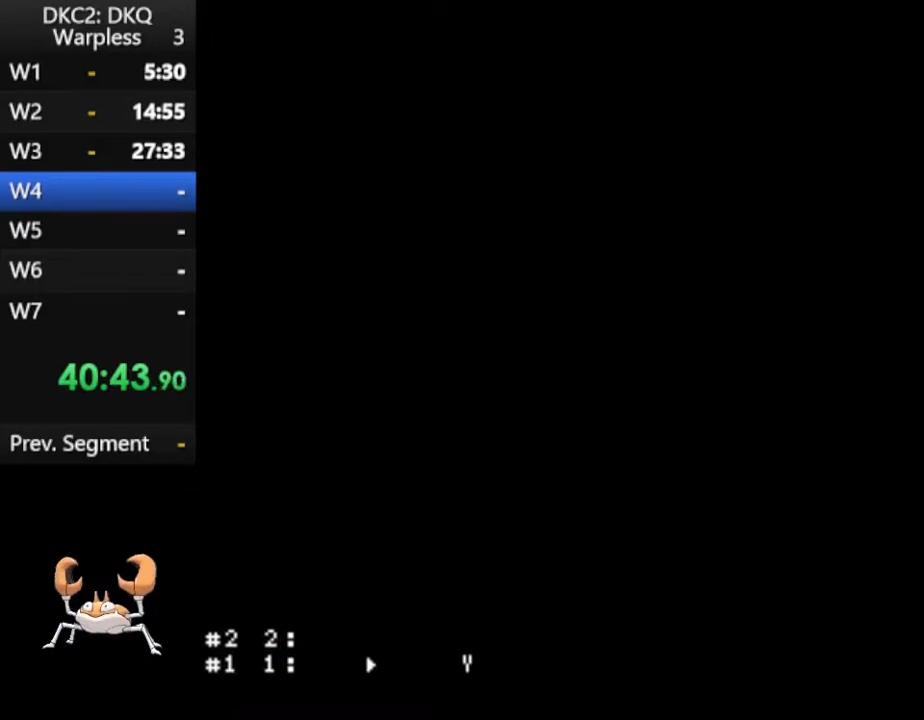 DKC2: DKQ
Warpless 3
W1 - 5:30
W2 - 14:55
W3 - 27:33
W4 -
W5 -
W6 -
W7 -
40:43.90
Prev. Segment -
#2 2:
#1 1: Y